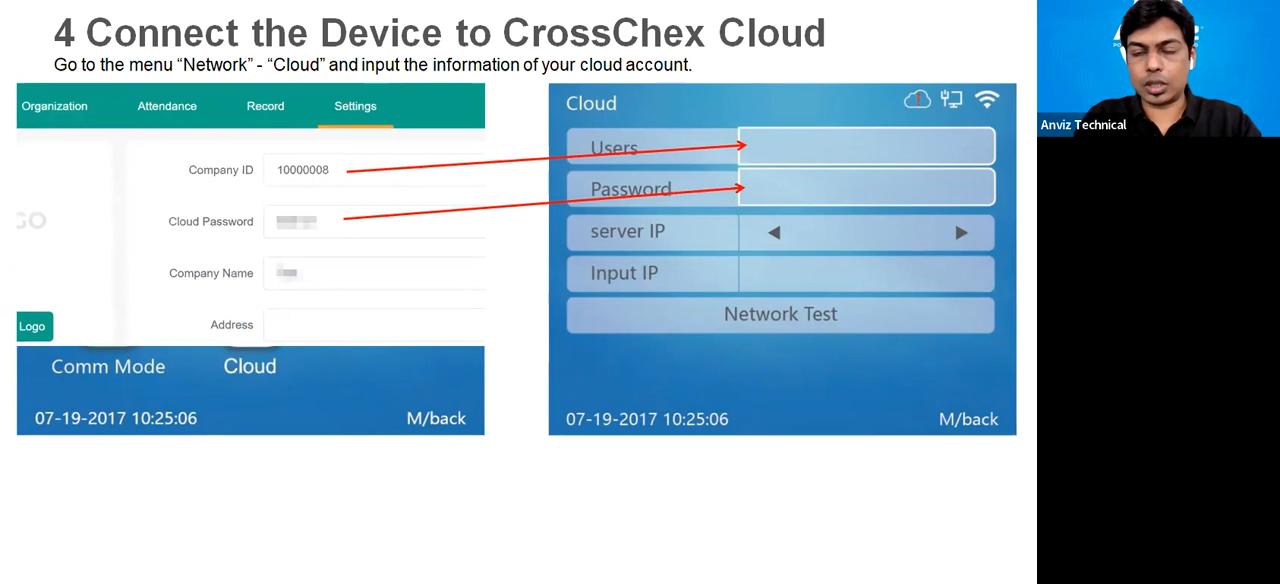 4 Connect the Device to CrossChex Cloud
Go to the menu “Network” - “Cloud” and input the information of your cloud account.
Organization Attendance Record Settings
Company ID 10000008
Cloud Password
Company Name
Address
Logo
Comm Mode Cloud
07-19-2017 10:25:06 M/back
Cloud
Users
Password
server IP
Input IP
Network Test
07-19-2017 10:25:06 M/back
Anviz Technical